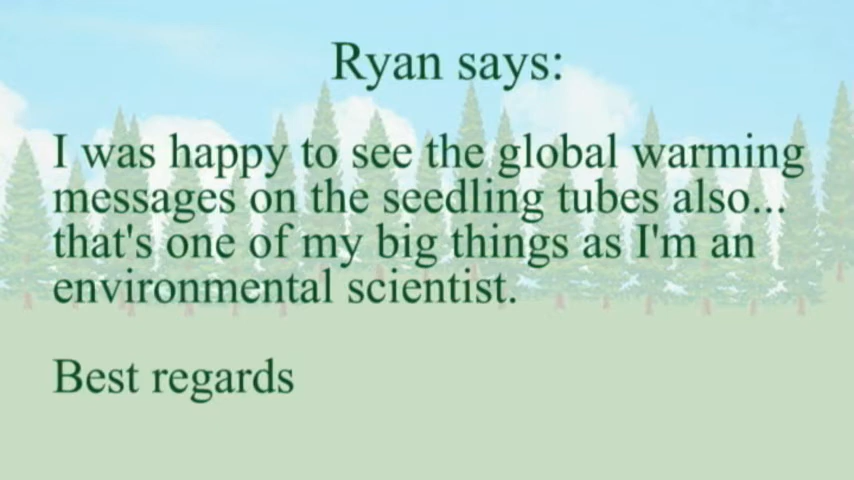 Ryan says:
I was happy to see the global warming
messages on the seedling tubes also...
that's one of my big things as I'm an
environmental scientist.
Best regards